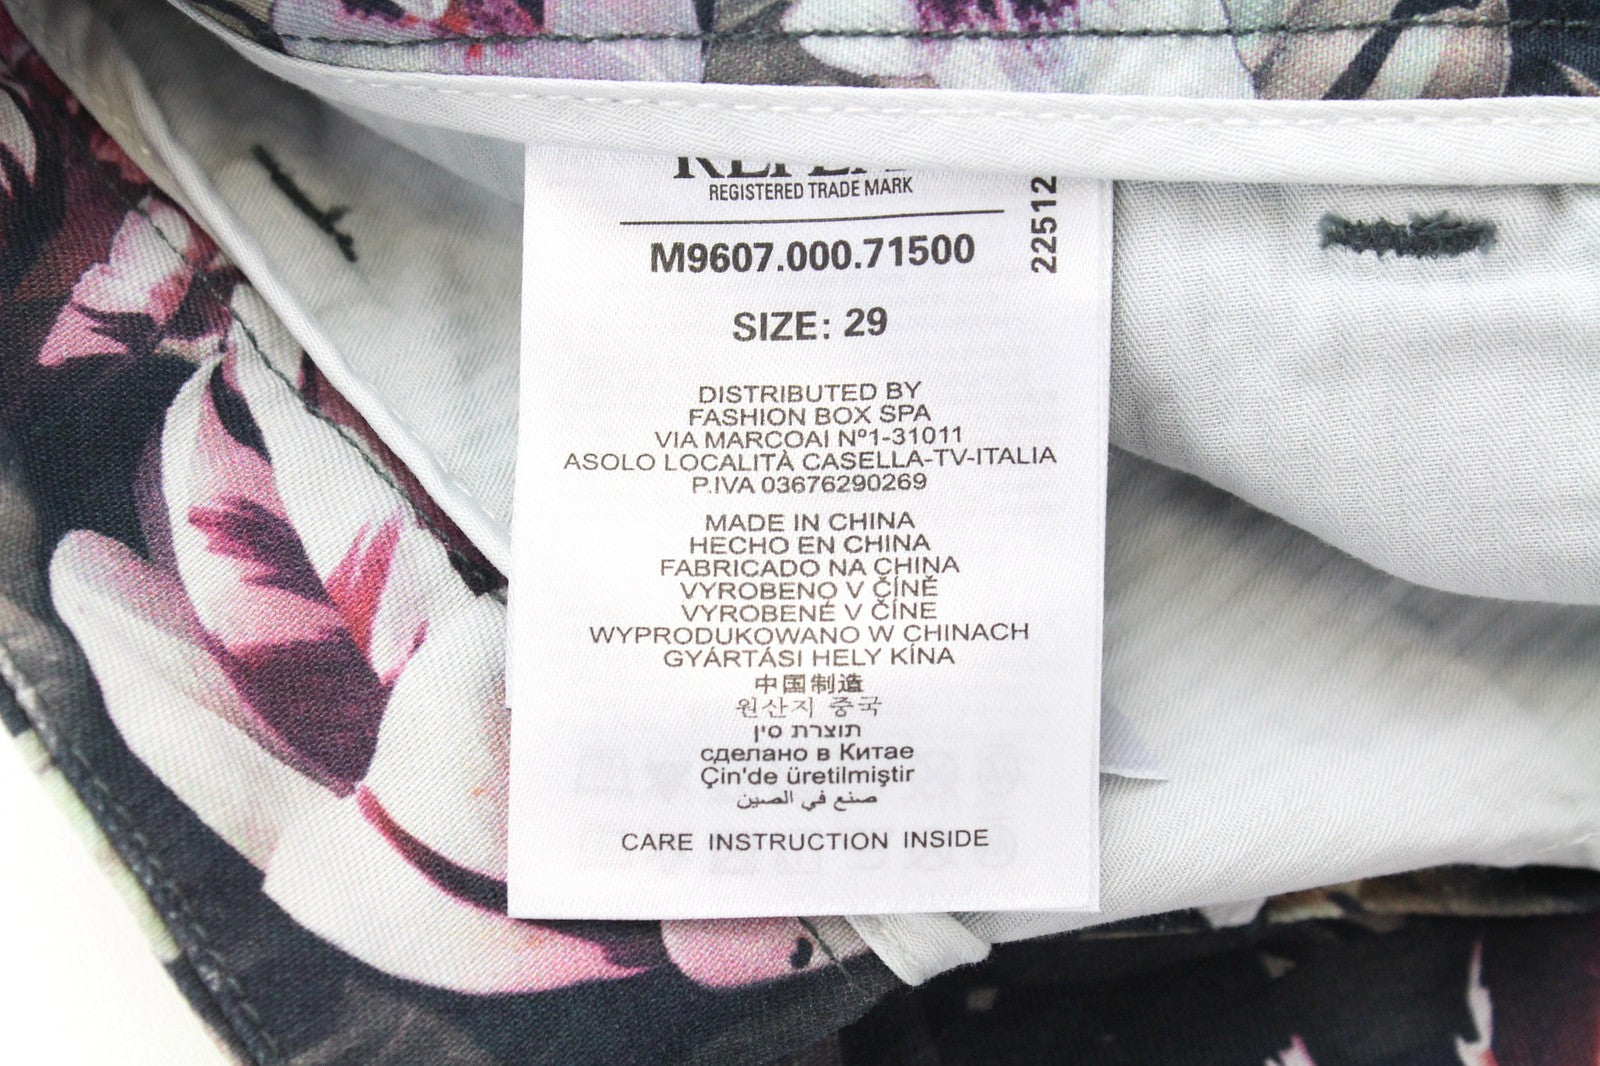 REGISTERED TRADE MARK
22512
M9607.000.71500
SIZE: 29
DISTRIBUTED BY
FASHION BOX SPA
VIA MARCOAI Nº1-31011
ASOLO LOCALITÀ CASELLA-TV-ITALIA
P.IVA 03676290269
MADE IN CHINA
HECHO EN CHINA
FABRICADO NA CHINA
VYROBENO V ČÍNĚ
VYROBENÉ V ČÍNE
WYPRODUKOWANO W CHINACH
GYÁRTÁSI HELY KÍNA
中国制造
원산지 중국
תוצרת סין
сделано в Китае
Çin'de üretilmiştir
صنع في الصين
CARE INSTRUCTION INSIDE